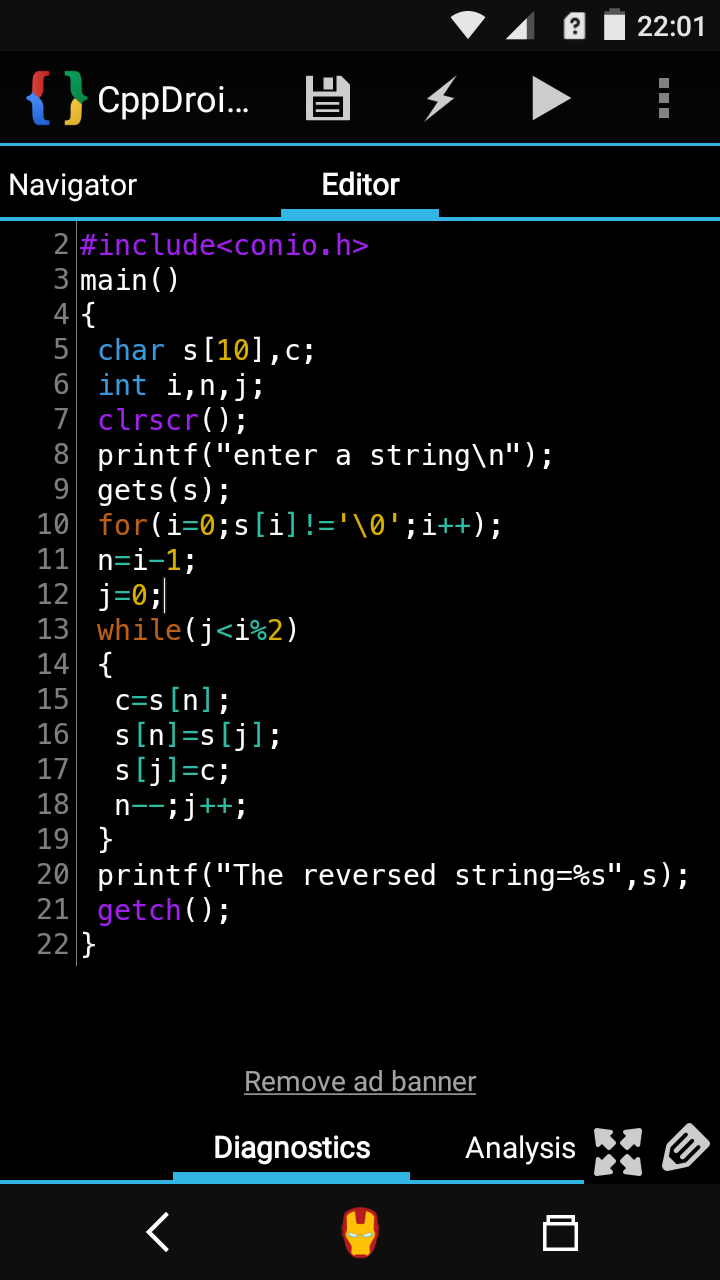 22:01
CppDroi...
Navigator Editor
2 #include<conio.h>
3 main()
4 {
5 char s[10],c;
6 int i,n,j;
7 clrscr();
8 printf("enter a string\n");
9 gets(s);
10 for(i=0;s[i]!='\0';i++);
11 n=i-1;
12 j=0;
13 while(j<i%2)
14 {
15 c=s[n];
16 s[n]=s[j];
17 s[j]=c;
18 n--;j++;
19 }
20 printf("The reversed string=%s",s);
21 getch();
22 }
Remove ad banner
Diagnostics Analysis